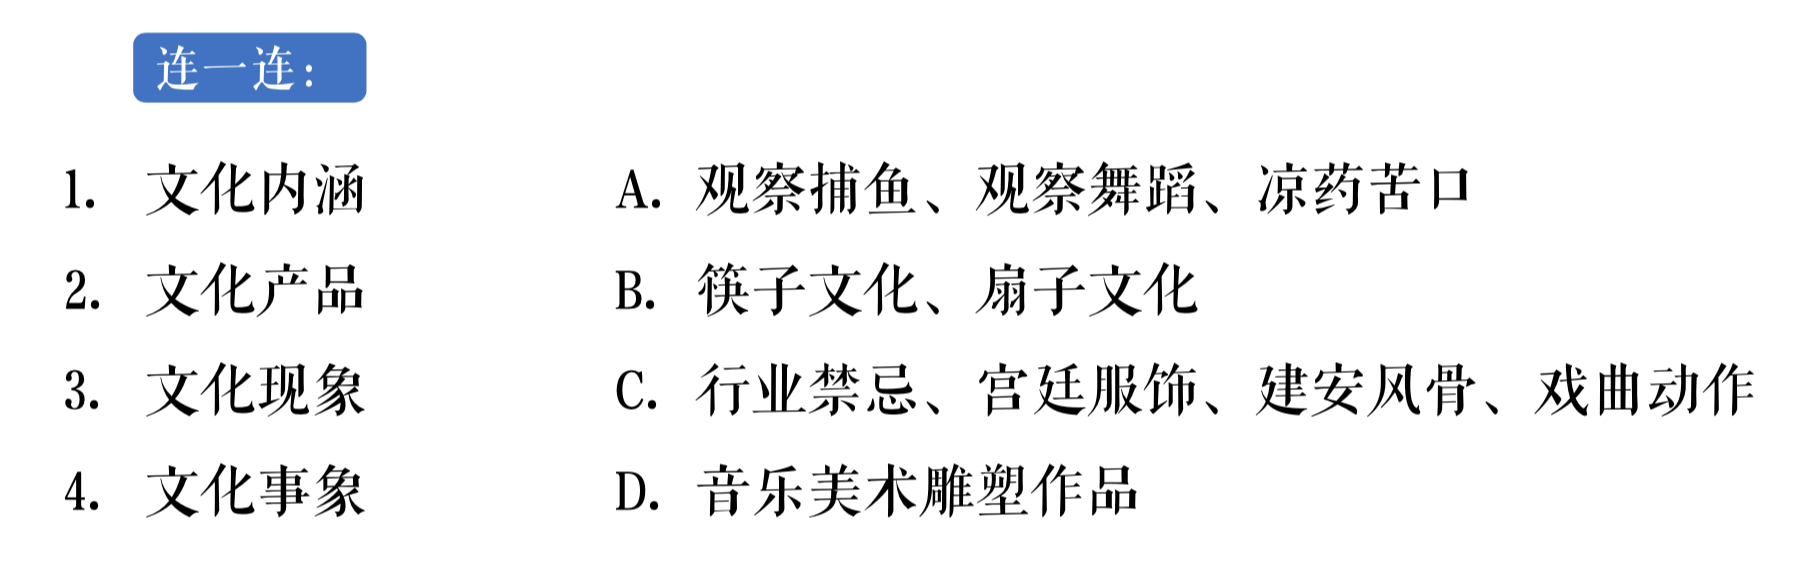 连一连：
1. 文化内涵 A. 观察捕鱼、观察舞蹈、凉药苦口
2. 文化产品 B. 筷子文化、扇子文化
3. 文化现象 C. 行业禁忌、宫廷服饰、建安风骨、戏曲动作
4. 文化事象 D. 音乐美术雕塑作品